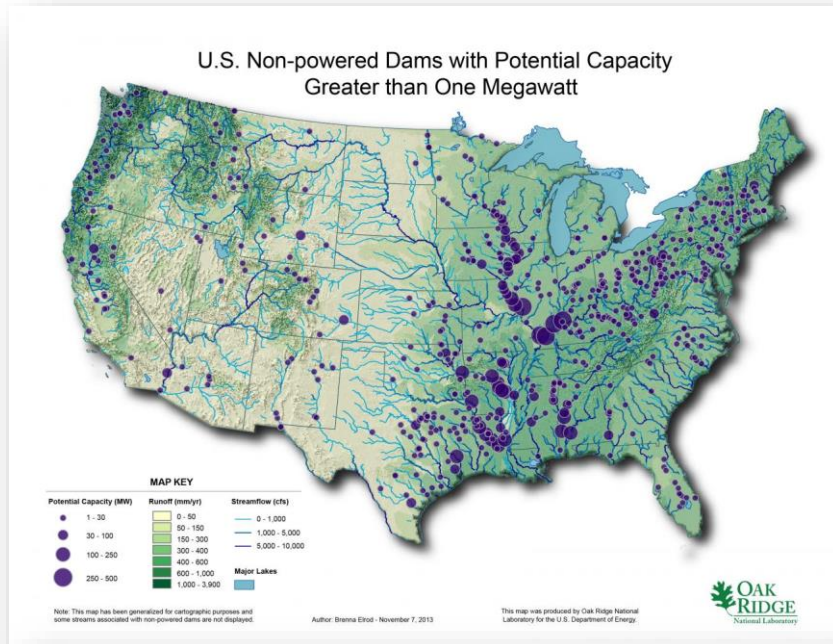 U.S. Non-powered Dams with Potential Capacity
Greater than One Megawatt
MAP KEY
Potential Capacity (MW)
1 - 30
30 - 100
100 - 250
250 - 500
Runoff (mm/yr)
0 - 50
50 - 150
150 - 300
300 - 400
400 - 600
600 - 1,000
1,000 - 3,900
Streamflow (cfs)
0 - 1,000
1,000 - 5,000
5,000 - 10,000
Major Lakes
Note: This map has been generalized for cartographic purposes and
some streams associated with non-powered dams are not displayed.
Author: Brenna Elrod - November 7, 2013
This map was produced by Oak Ridge National
Laboratory for the U.S. Department of Energy.
OAK
RIDGE
National Laboratory